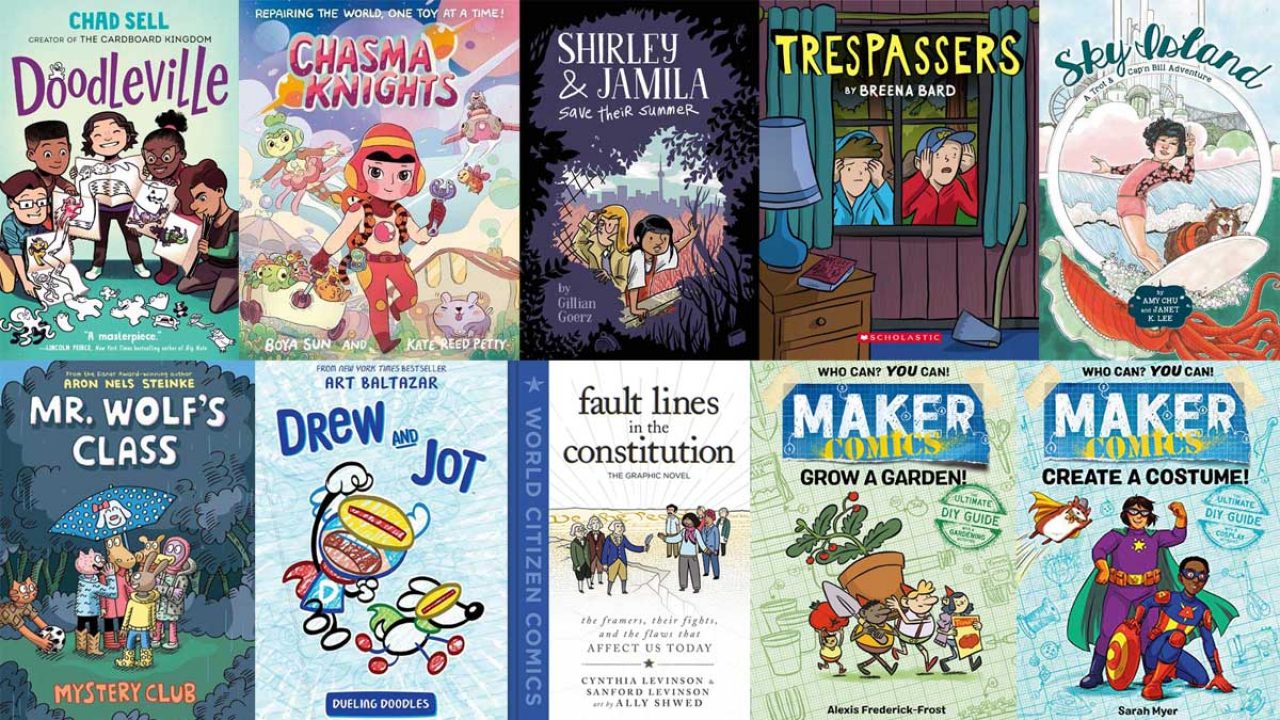 CHAD SELL
CREATOR OF THE CARDBOARD KINGDOM
Doodleville
"A masterpiece."
—LINCOLN PEIRCE, New York Times bestselling author of Big Nate
REPAIRING THE WORLD, ONE TOY AT A TIME!
CHASMA
KNIGHTS
BOYA SUN AND KATE REED PETTY
SHIRLEY
& JAMILA
save their summer
by
Gillian
Goerz
TRESPASSERS
BY BREENA BARD
SCHOLASTIC
Sky Island
A Trot & Cap'n Bill Adventure
by
AMY CHU
and JANET
K. LEE
From the Eisner Award-winning author
ARON NELS STEINKE
MR. WOLF'S
CLASS
MYSTERY CLUB
FROM NEW YORK TIMES BESTSELLER
ART BALTAZAR
DREW AND
JOT
D
DUELING DOODLES
WORLD CITIZEN COMICS
fault lines
in the
constitution
THE GRAPHIC NOVEL
the framers, their fights,
and the flaws that
AFFECT US TODAY
CYNTHIA LEVINSON &
SANFORD LEVINSON
art by ALLY SHWED
WHO CAN? YOU CAN!
MAKER
COMICS
GROW A GARDEN!
ULTIMATE
DIY GUIDE
GARDENING
Alexis Frederick-Frost
WHO CAN? YOU CAN!
MAKER
COMICS
CREATE A COSTUME!
ULTIMATE
DIY GUIDE
COSPLAY
Sarah Myer